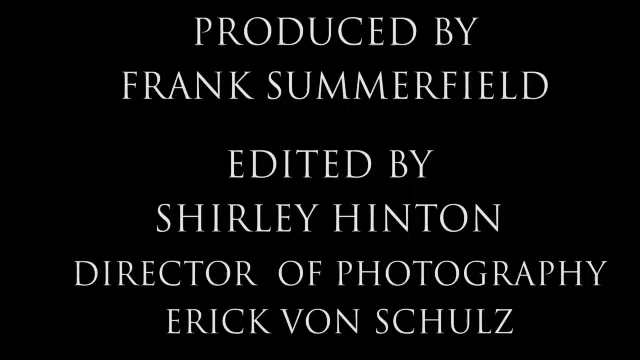 PRODUCED BY
FRANK SUMMERFIELD
EDITED BY
SHIRLEY HINTON
DIRECTOR OF PHOTOGRAPHY
ERICK VON SCHULZ